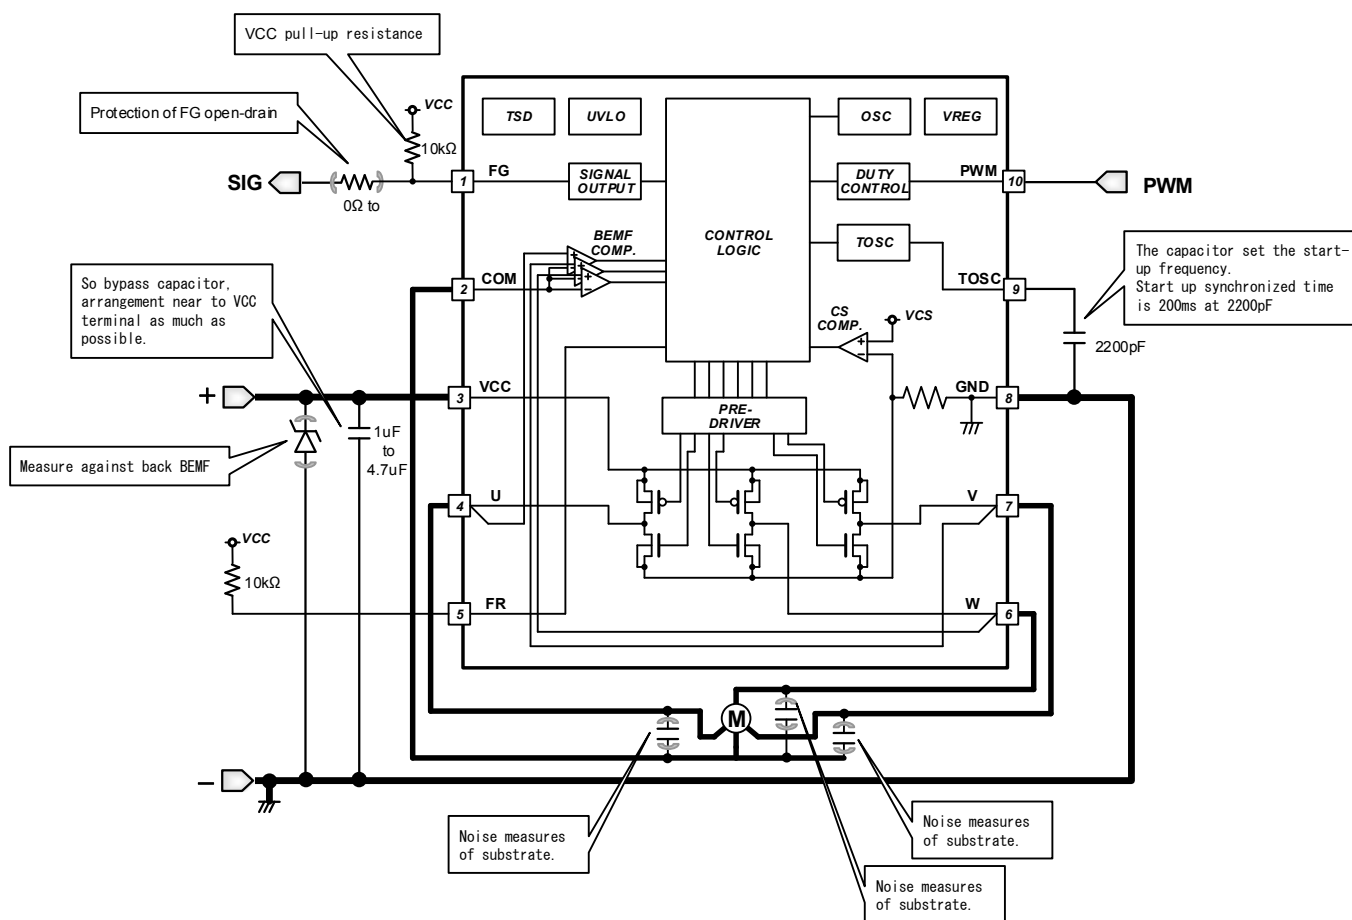 VCC pull-up resistance
Protection of FG open-drain
VCC
10kΩ
SIG
0Ω to
1
FG
TSD
UVLO
OSC
VREG
SIGNAL
OUTPUT
DUTY
CONTROL
PWM
10
PWM
CONTROL
LOGIC
BEMF
COMP.
TOSC
TOSC
9
2
COM
The capacitor set the start-
up frequency.
Start up synchronized time
is 200ms at 2200pF
2200pF
So bypass capacitor,
arrangement near to VCC
terminal as much as
possible.
CS
COMP.
VCS
+
3
VCC
PRE-
DRIVER
GND
8
1uF
to
4.7uF
Measure against back BEMF
4
U
V
7
VCC
10kΩ
5
FR
W
6
M
–
Noise measures
of substrate.
Noise measures
of substrate.
Noise measures
of substrate.